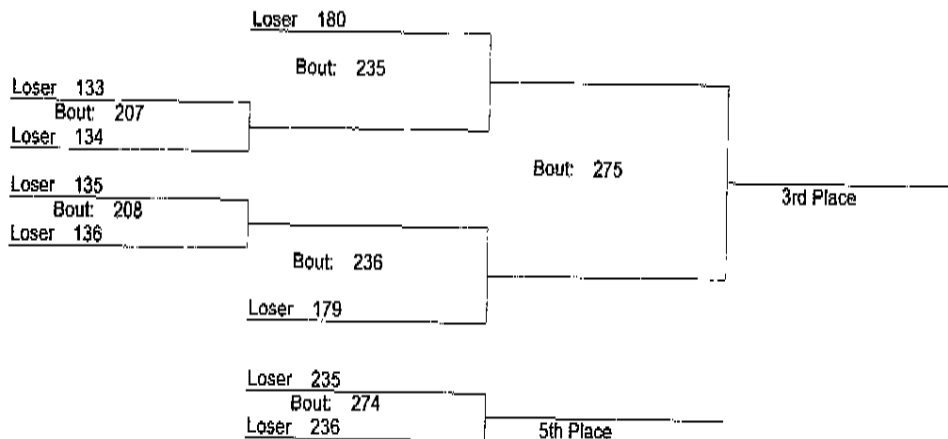 Loser 180
Bout: 235
Loser 133
Bout: 207
Loser 134
Bout: 275
Loser 135
3rd Place
Bout: 208
Loser 136
Bout: 236
Loser 179
Loser 235
Bout: 274
Loser 236
5th Place